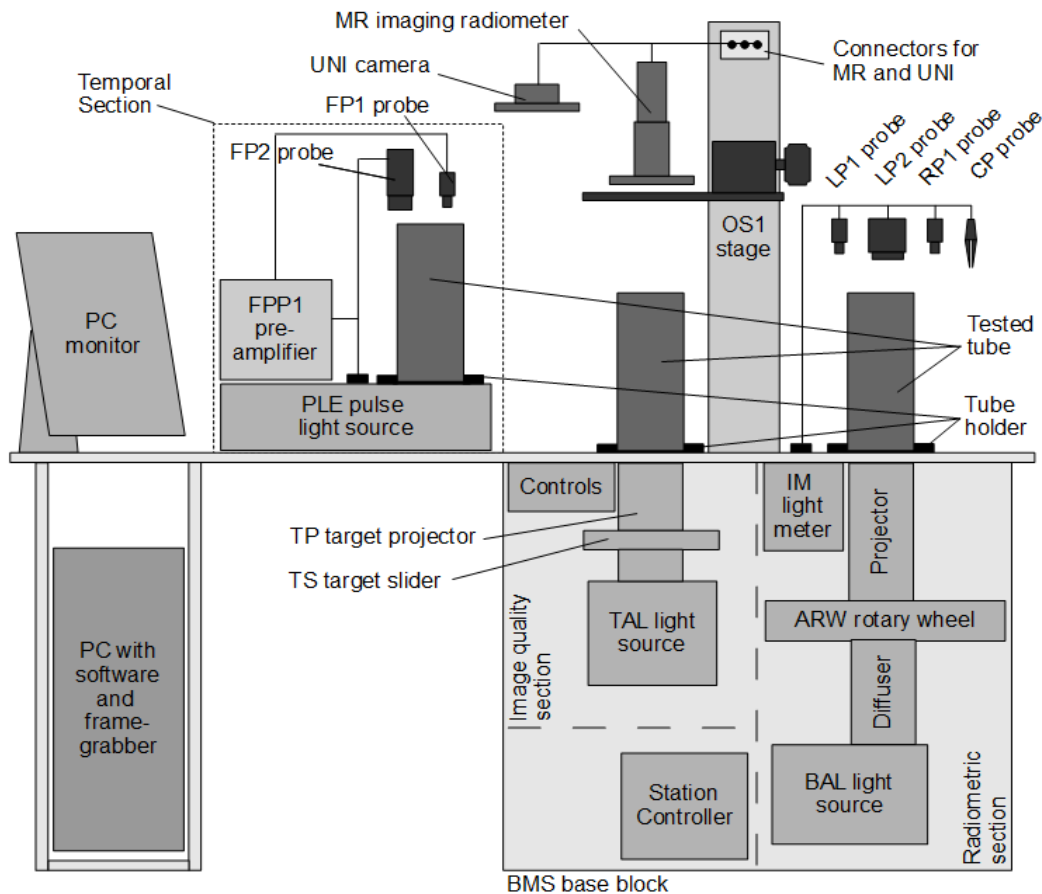 MR imaging radiometer
UNI camera
Connectors for
MR and UNI
Temporal
Section
FP1 probe
FP2 probe
LP1 probe
LP2 probe
RP1 probe
CP probe
OS1
stage
PC
monitor
FPP1
pre-
amplifier
Tested
tube
PLE pulse
light source
Tube
holder
Controls
IM
light
meter
Projector
TP target projector
TS target slider
TAL light
source
ARW rotary wheel
PC with
software
and
frame-
grabber
Image quality
section
Diffuser
Station
Controller
BAL light
source
Radiometric
section
BMS base block